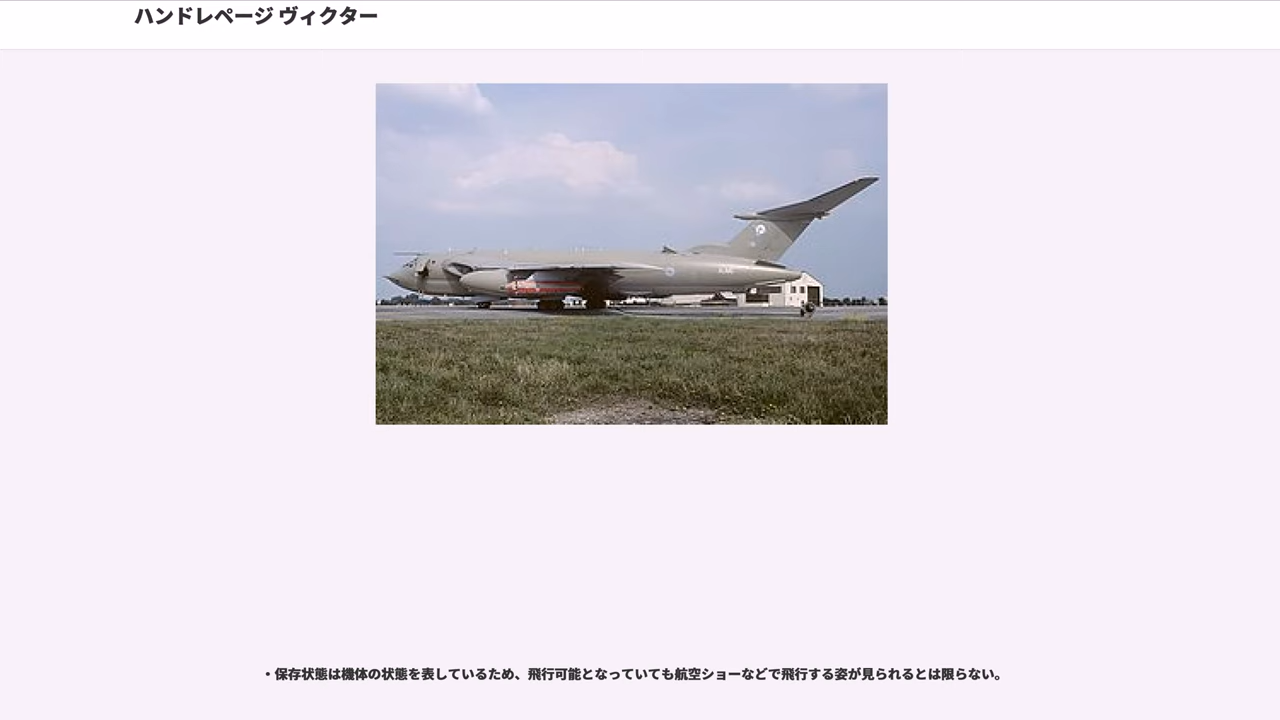 ハンドレページ ヴィクター
・保存状態は機体の状態を表しているため、飛行可能となっていても航空ショーなどで飛行する姿が見られるとは限らない。